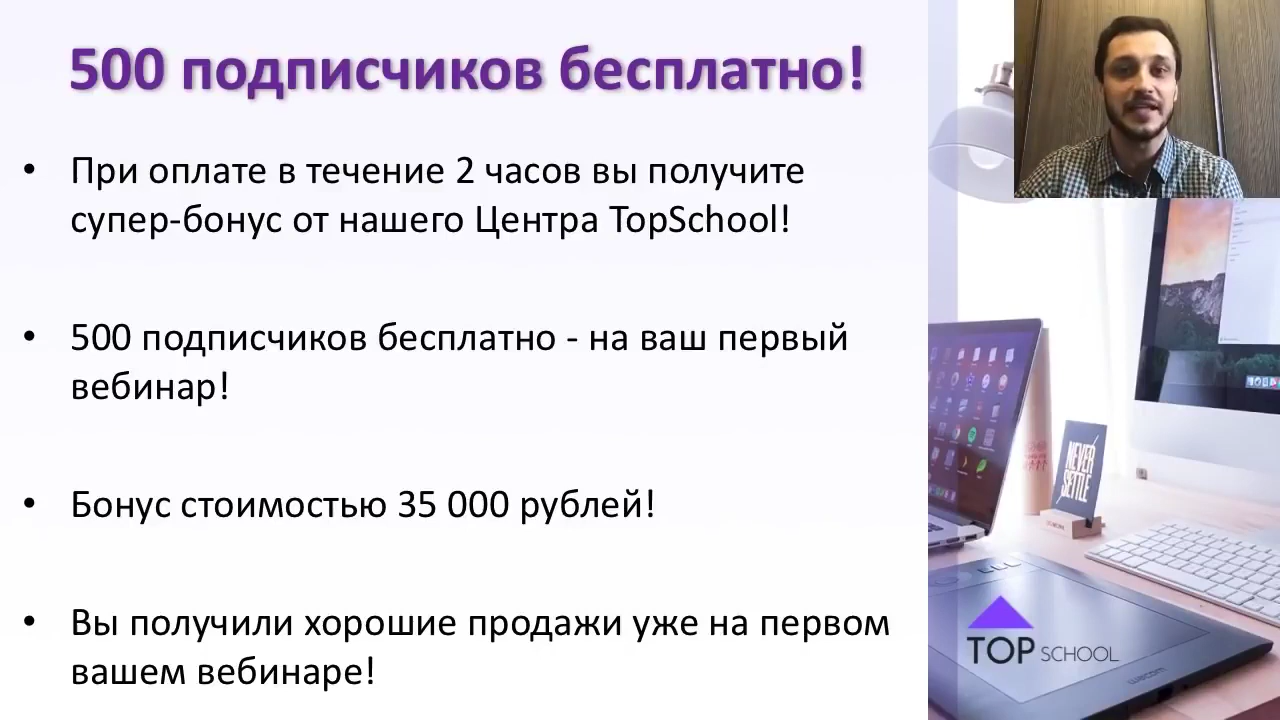 500 подписчиков бесплатно!
• При оплате в течение 2 часов вы получите
супер-бонус от нашего Центра TopSchool!
• 500 подписчиков бесплатно - на ваш первый
вебинар!
• Бонус стоимостью 35 000 рублей!
• Вы получили хорошие продажи уже на первом
вашем вебинаре!
NEVER
SETTLE
TOP SCHOOL
wacom